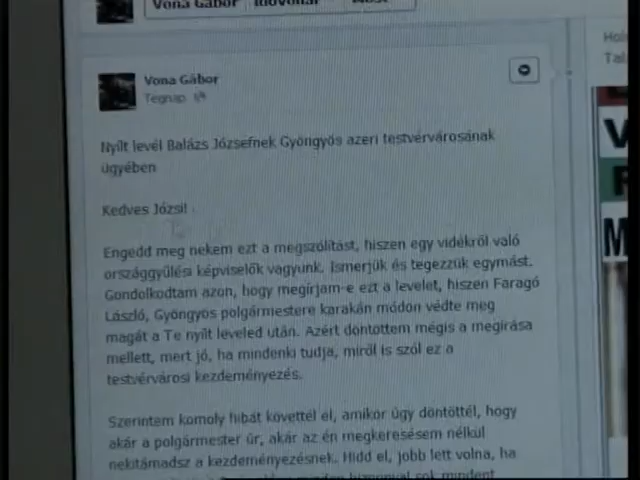 Vona Gábor Idővonal
Vona Gábor
Tegnap
Nyílt levél Balázs Józsefnek Gyöngyös azeri testvérvárosának
ügyében
Kedves Józsi!
Engedd meg nekem ezt a megszólítást, hiszen egy vidékről való
országgyűlési képviselők vagyunk, ismerjük és tegezzük egymást.
Gondolkodtam azon, hogy megírjam-e ezt a levelet, hiszen Faragó
László, Gyöngyös polgármestere karakán módon védte meg
magát a Te nyílt leveled után. Azért döntöttem mégis a megírása
mellett, mert jó, ha mindenki tudja, miről is szól ez a
testvérvárosi kezdeményezés.
Szerintem komoly hibát követtél el, amikor úgy döntöttél, hogy
akár a polgármester úr, akár az én megkeresésem nélkül
nekitámadsz a kezdeményezésnek. Hidd el, jobb lett volna, ha